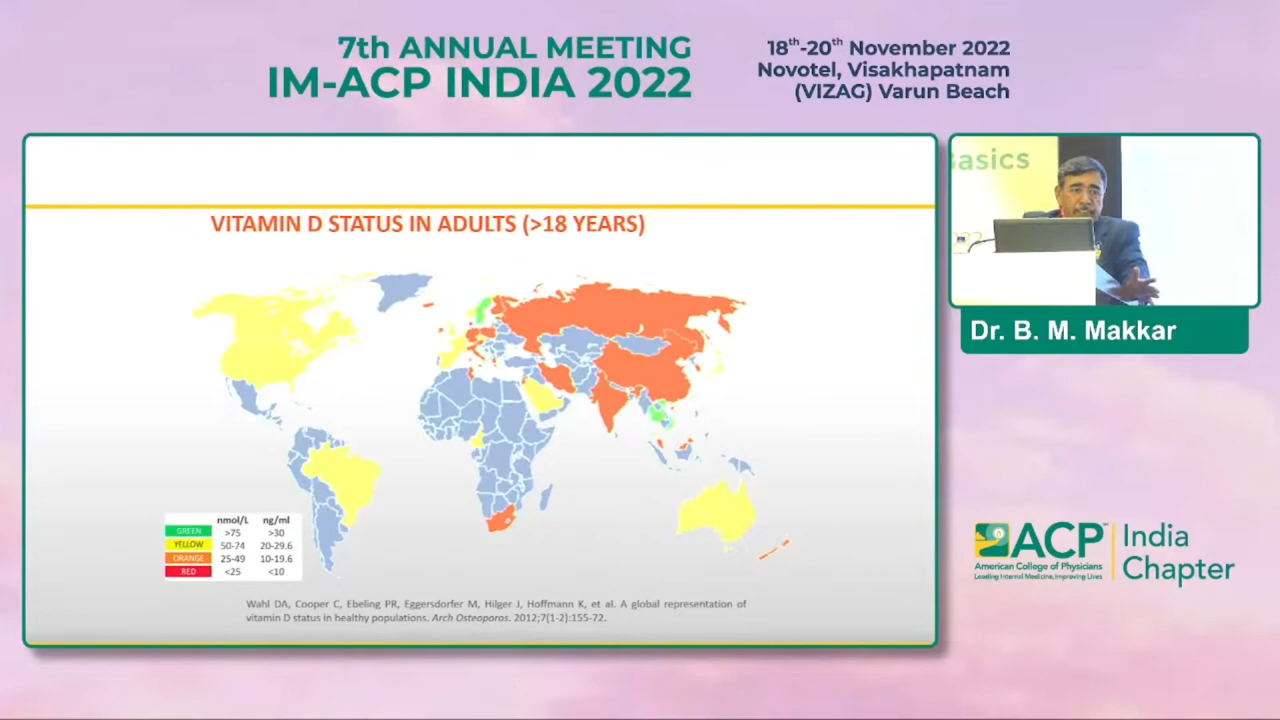 7th ANNUAL MEETING
IM-ACP INDIA 2022
18th-20th November 2022
Novotel, Visakhapatnam
(VIZAG) Varun Beach
VITAMIN D STATUS IN ADULTS (>18 YEARS)
nmol/L ng/ml
GREEN >75 >30
YELLOW 50-74 20-29.6
ORANGE 25-49 10-19.6
RED <25 <10
Wahl DA, Cooper C, Ebeling PR, Eggersdorfer M, Hilger J, Hoffmann K, et al. A global representation of
vitamin D status in healthy populations. Arch Osteoporos. 2012;7(1-2):155-72.
asics
Dr. B. M. Makkar
ACP
American College of Physicians
Leading Internal Medicine, Improving Lives
India
Chapter